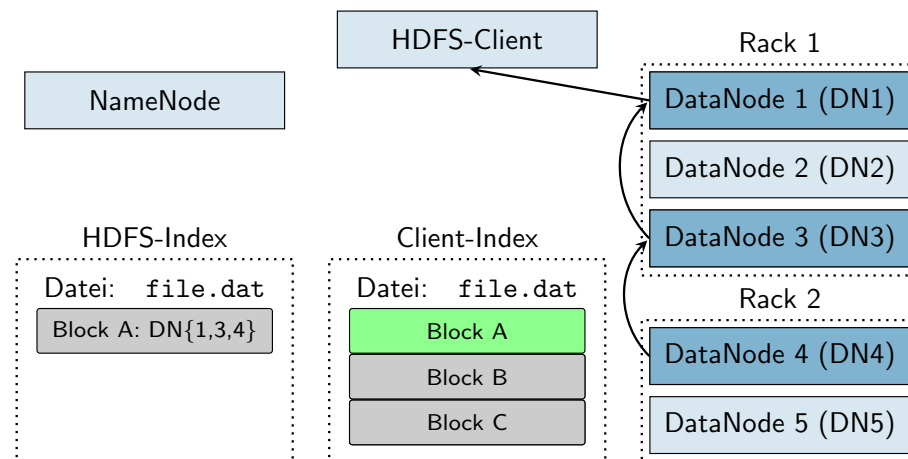 HDFS-Client
NameNode
Rack 1
DataNode 1 (DN1)
DataNode 2 (DN2)
DataNode 3 (DN3)
Rack 2
DataNode 4 (DN4)
DataNode 5 (DN5)
HDFS-Index
Datei: file.dat
Block A: DN{1,3,4}
Client-Index
Datei: file.dat
Block A
Block B
Block C